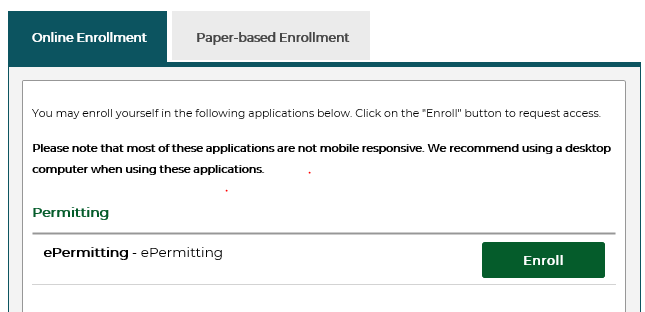 Online Enrollment
Paper-based Enrollment
You may enroll yourself in the following applications below. Click on the "Enroll" button to request access.
Please note that most of these applications are not mobile responsive. We recommend using a desktop
computer when using these applications.
Permitting
ePermitting - ePermitting
Enroll